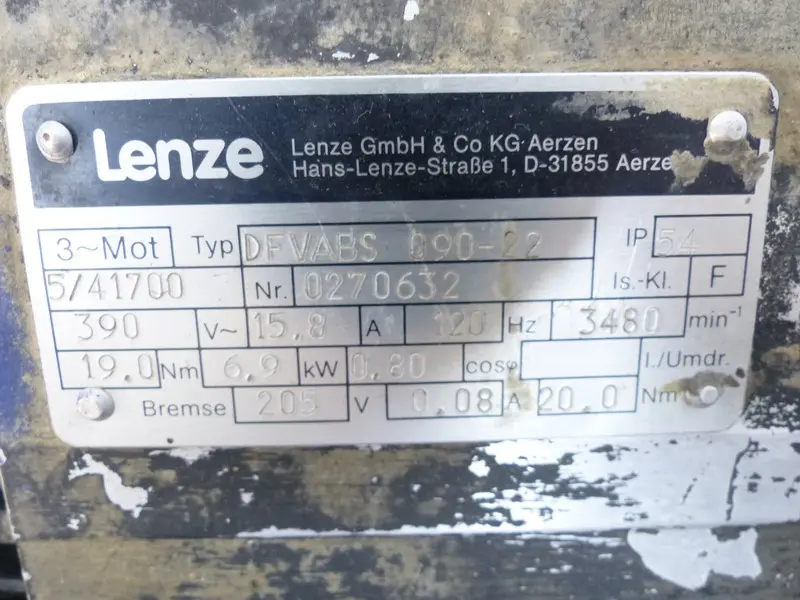 Lenze
Lenze GmbH & Co KG Aerzen
Hans-Lenze-Straße 1, D-31855 Aerze
3~Mot Typ DFVABS 090-22 IP 54
5/41700 Nr. 0270632 Is.-Kl. F
390 V~ 15,8 A 120 Hz 3480 min⁻¹
19.0 Nm 6,9 kW 0,80 cosφ I./Umdr.
Bremse 205 V 0.08 A 20.0 Nm